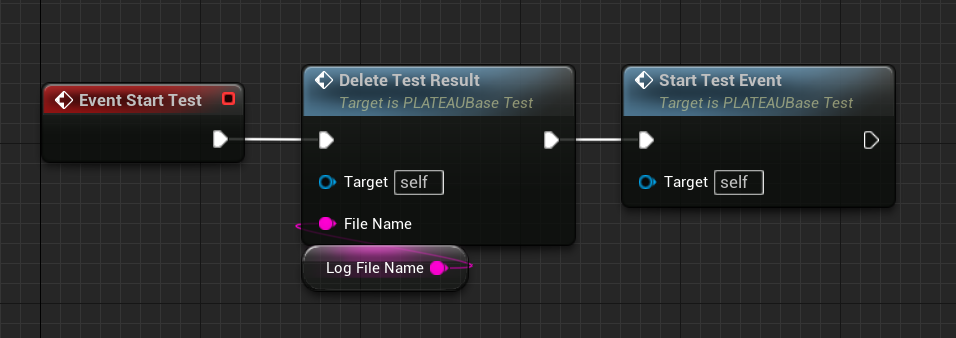 Event Start Test
Delete Test Result
Target is PLATEAUBase Test
Target self
File Name
Log File Name
Start Test Event
Target is PLATEAUBase Test
Target self